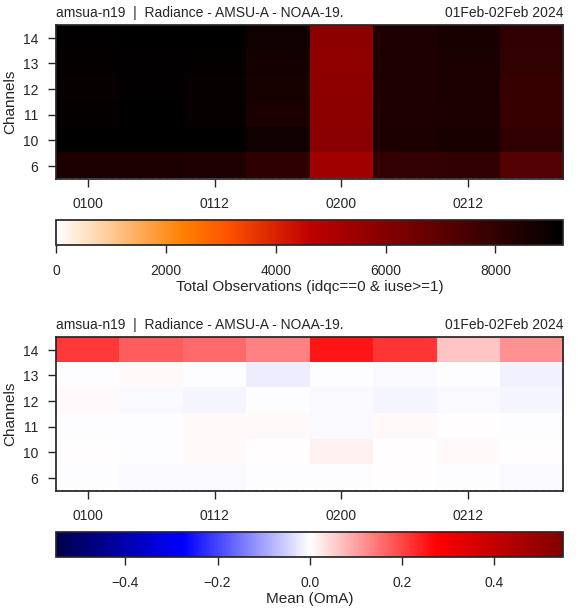 amsua-n19 | Radiance - AMSU-A - NOAA-19. 01Feb-02Feb 2024
14
13
12
11
10
6
Channels
0100 0112 0200 0212
0 2000 4000 6000 8000
Total Observations (idqc==0 & iuse>=1)
amsua-n19 | Radiance - AMSU-A - NOAA-19. 01Feb-02Feb 2024
14
13
12
11
10
6
Channels
0100 0112 0200 0212
−0.4 −0.2 0.0 0.2 0.4
Mean (OmA)